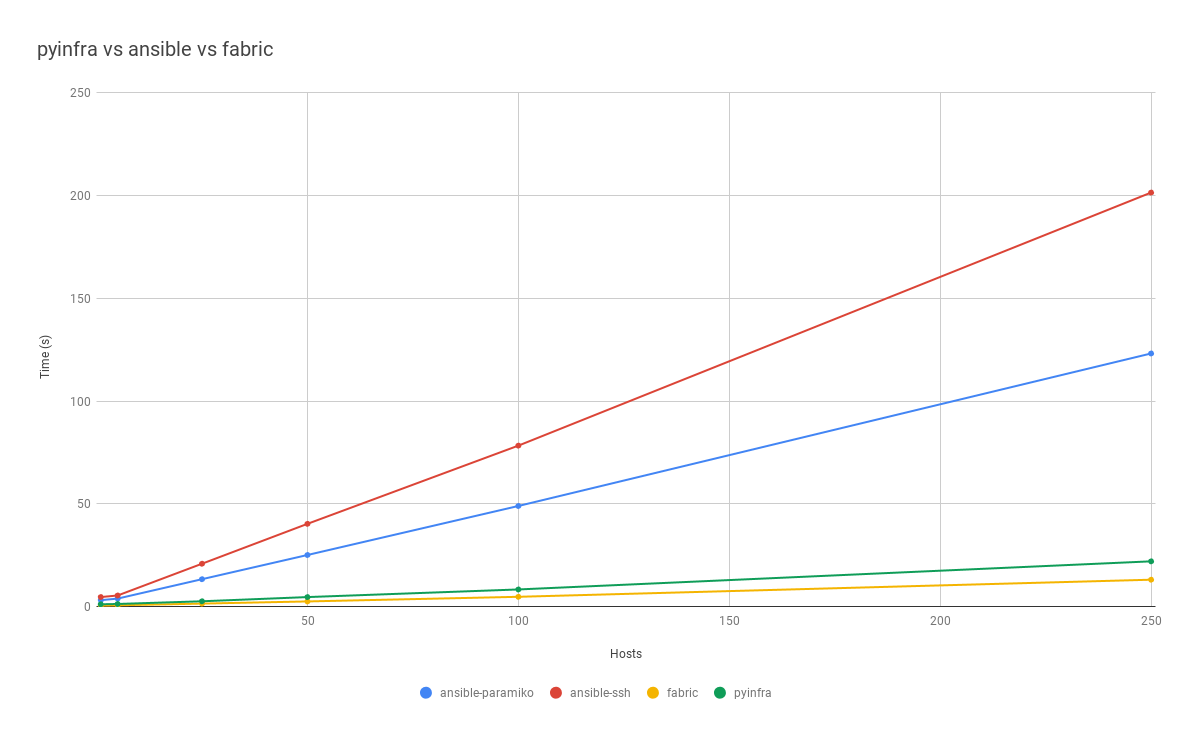 pyinfra vs ansible vs fabric
250
200
150
100
50
0
Time (s)
50 100 150 200 250
Hosts
ansible-paramiko ansible-ssh fabric pyinfra